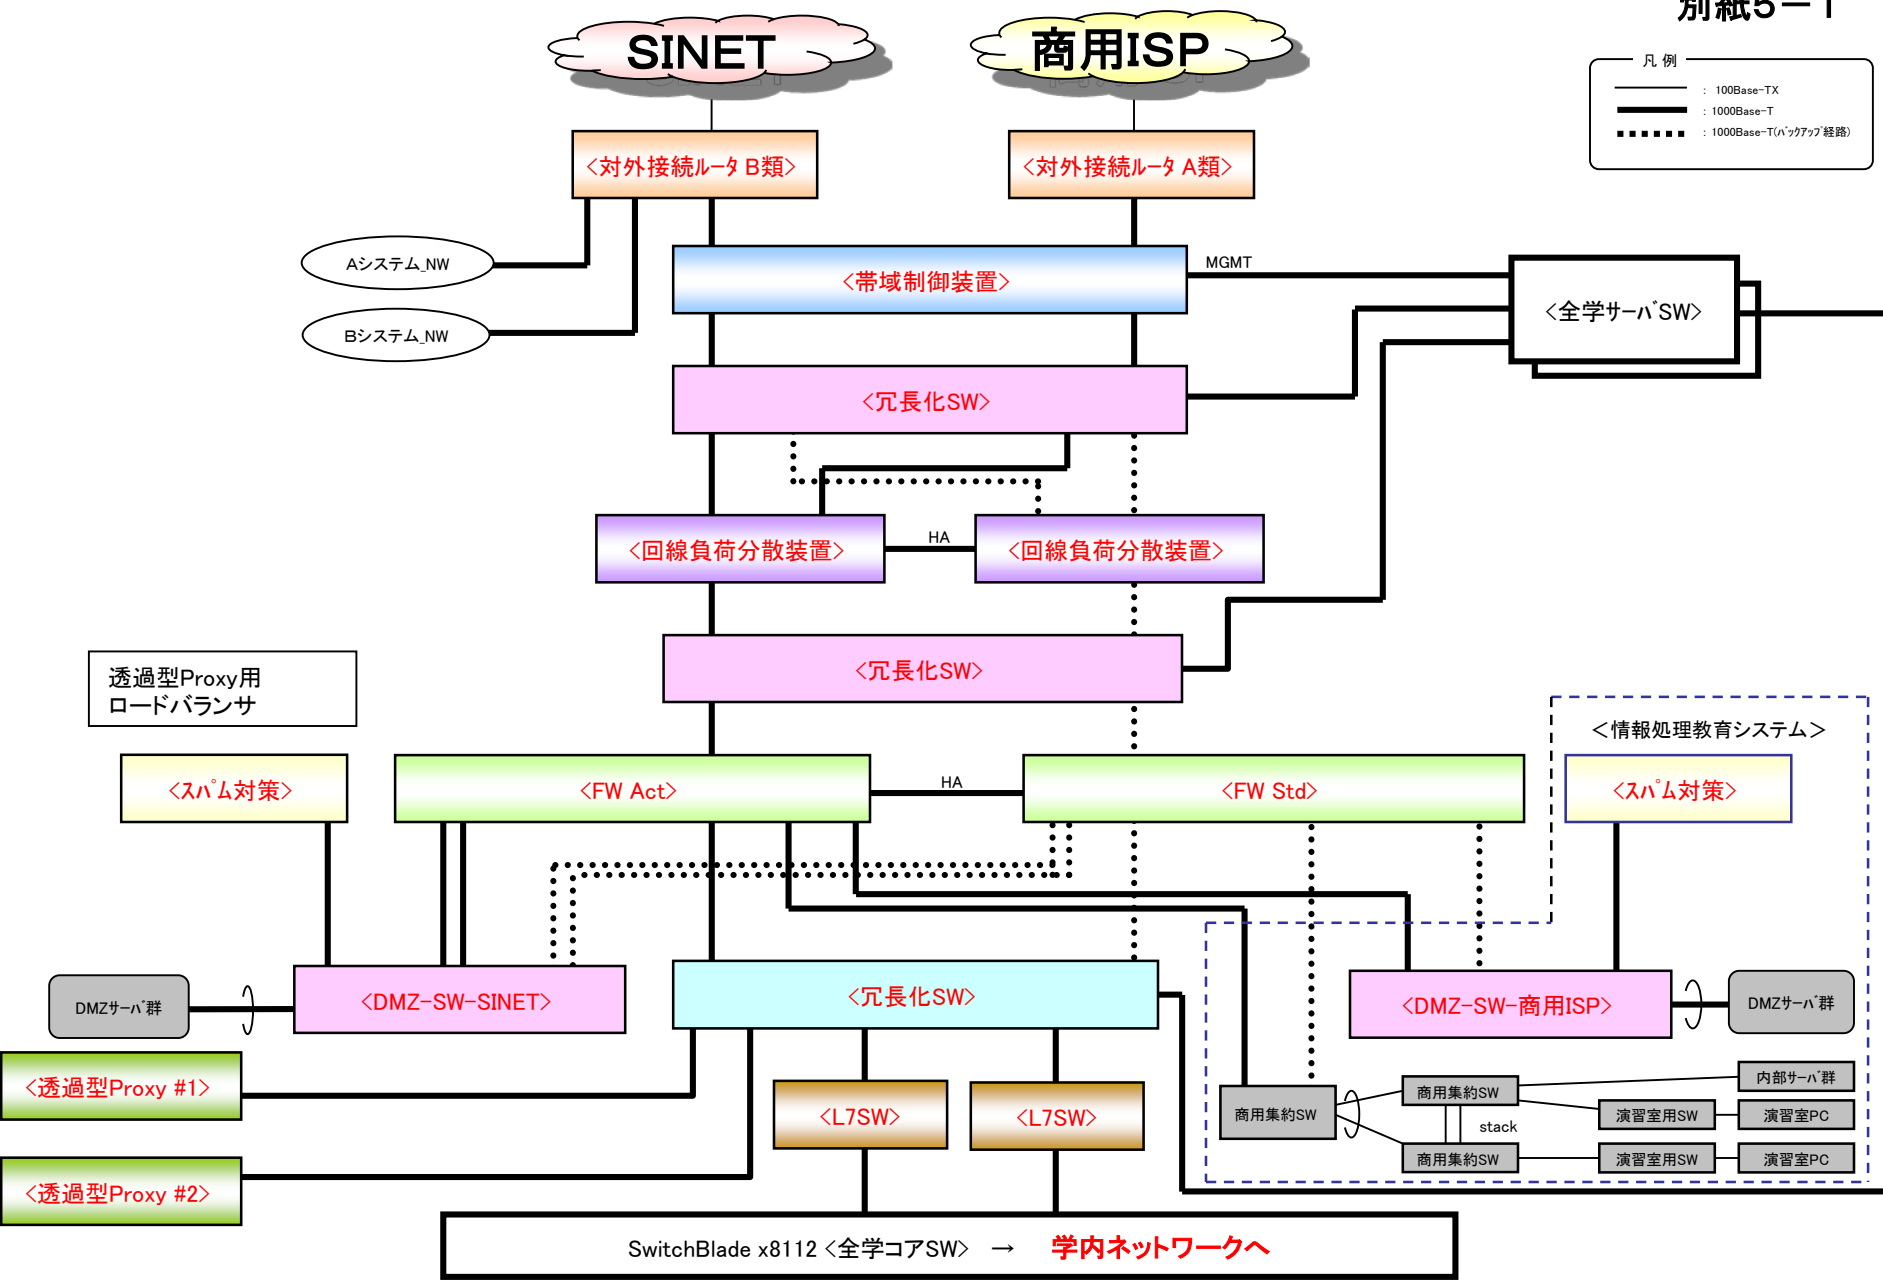 別紙5-1
SINET
商用ISP
凡 例
: 100Base-TX
: 1000Base-T
: 1000Base-T(バックアップ経路)
<対外接続ルータ B類>
<対外接続ルータ A類>
Aシステム_NW
<帯域制御装置>
MGMT
<全学サーバSW>
Bシステム_NW
<冗長化SW>
<回線負荷分散装置>
HA
<回線負荷分散装置>
<冗長化SW>
透過型Proxy用
ロードバランサ
<情報処理教育システム>
<スパム対策>
<FW Act>
HA
<FW Std>
<スパム対策>
DMZサーバ群
<DMZ-SW-SINET>
<冗長化SW>
<DMZ-SW-商用ISP>
DMZサーバ群
<透過型Proxy #1>
<L7SW>
<L7SW>
商用集約SW
商用集約SW
内部サーバ群
stack
演習室用SW
演習室PC
商用集約SW
演習室用SW
演習室PC
<透過型Proxy #2>
SwitchBlade x8112 <全学コアSW> → 学内ネットワークへ